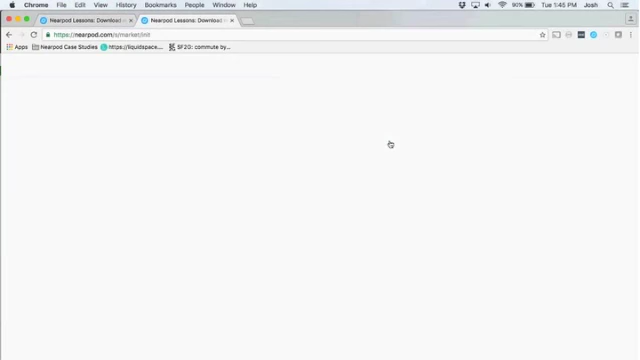 Chrome File Edit View History Bookmarks People Window Help 90% Tue 1:45 PM Josh
Nearpod Lessons: Download r Nearpod Lessons: Download r
https://nearpod.com/s/market/init
Apps Nearpod Case Studies https://liquidspace.... SF20: commute by...